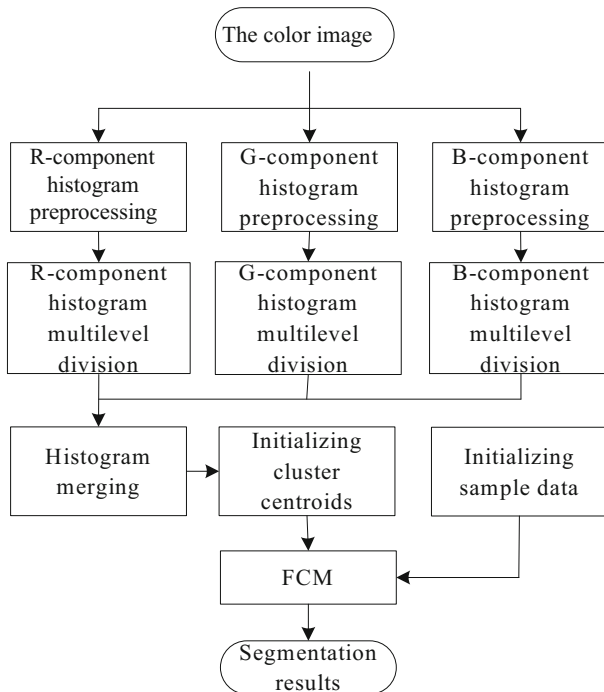 The color image
R-component
histogram
preprocessing
G-component
histogram
preprocessing
B-component
histogram
preprocessing
R-component
histogram
multilevel
division
G-component
histogram
multilevel
division
B-component
histogram
multilevel
division
Histogram
merging
Initializing
cluster
centroids
Initializing
sample data
FCM
Segmentation
results